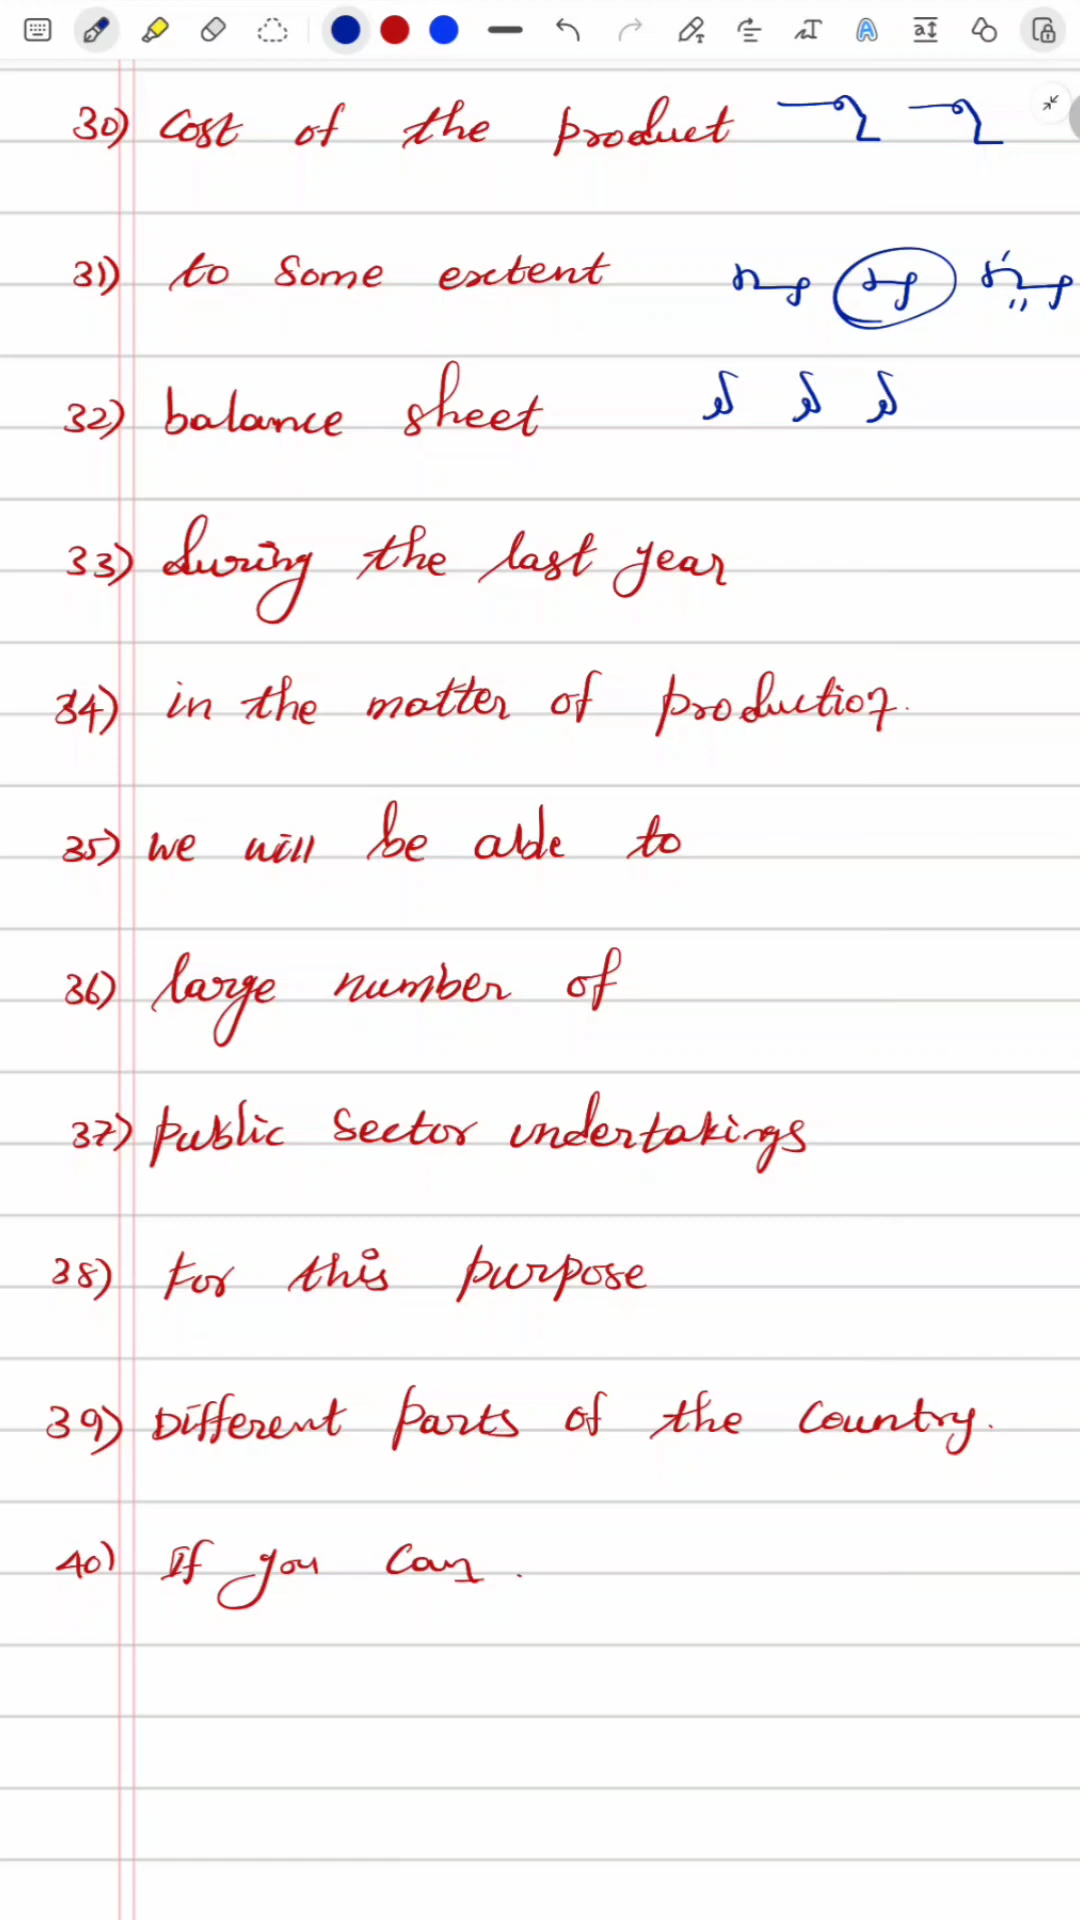 30) Cost of the product
31) to some extent
32) balance sheet
33) during the last year
34) in the matter of production.
35) we will be able to
36) large number of
37) public sector undertakings
38) for this purpose
39) Different parts of the country.
40) If you can.